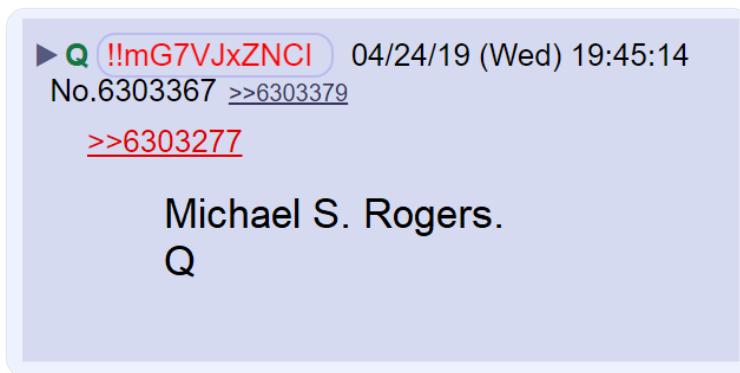 ▶ Q !!mG7VJxZNCI 04/24/19 (Wed) 19:45:14
No.6303367 >>6303379
>>6303277
Michael S. Rogers.
Q